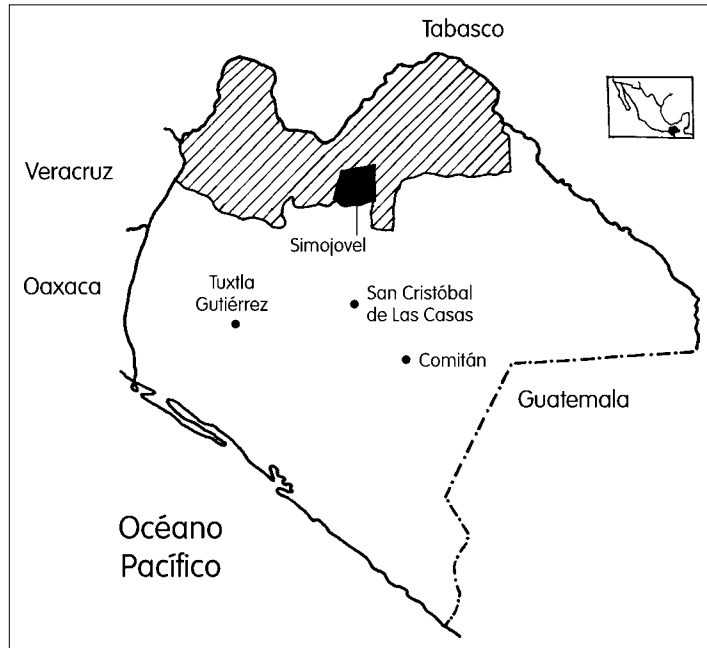 Tabasco
Veracruz
Simojovel
Oaxaca
Tuxtla
Gutiérrez
San Cristóbal
de Las Casas
Comitán
Guatemala
Océano
Pacífico